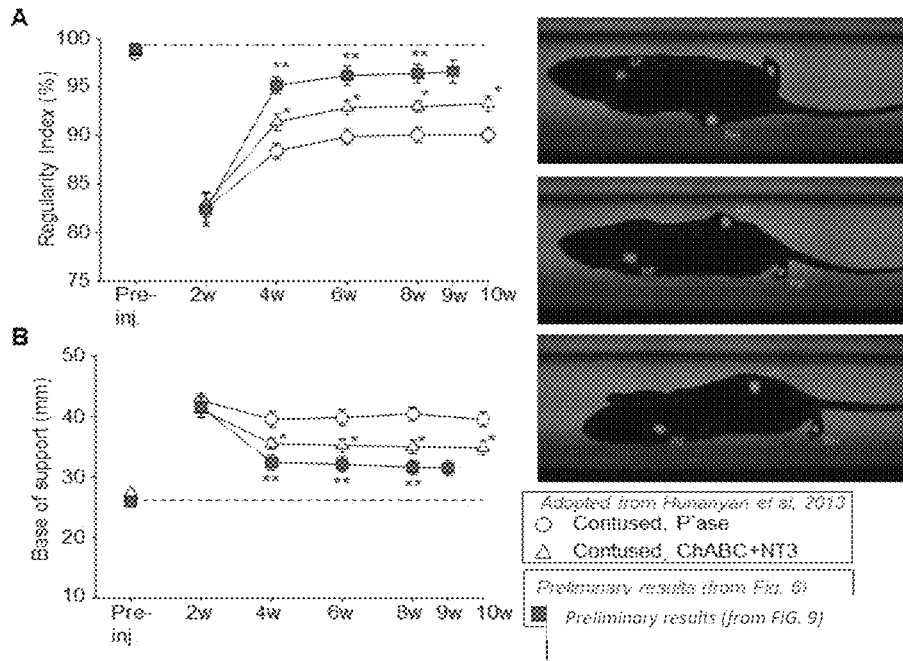 A
Regularity Index (%)
100
95
90
85
80
75
**
**
**
*
*
*
*
Pre-
inj.
2w
4w
6w
8w
9w
10w
B
Base of support (mm)
50
40
30
20
10
*
*
*
*
**
**
**
Pre-
inj.
2w
4w
6w
8w
9w
10w
Adopted from Hunanyan et al, 2013
Contused, P'ase
Contused, ChABC+NT3
Preliminary results (from Fig.
Preliminary results (from FIG. 9)